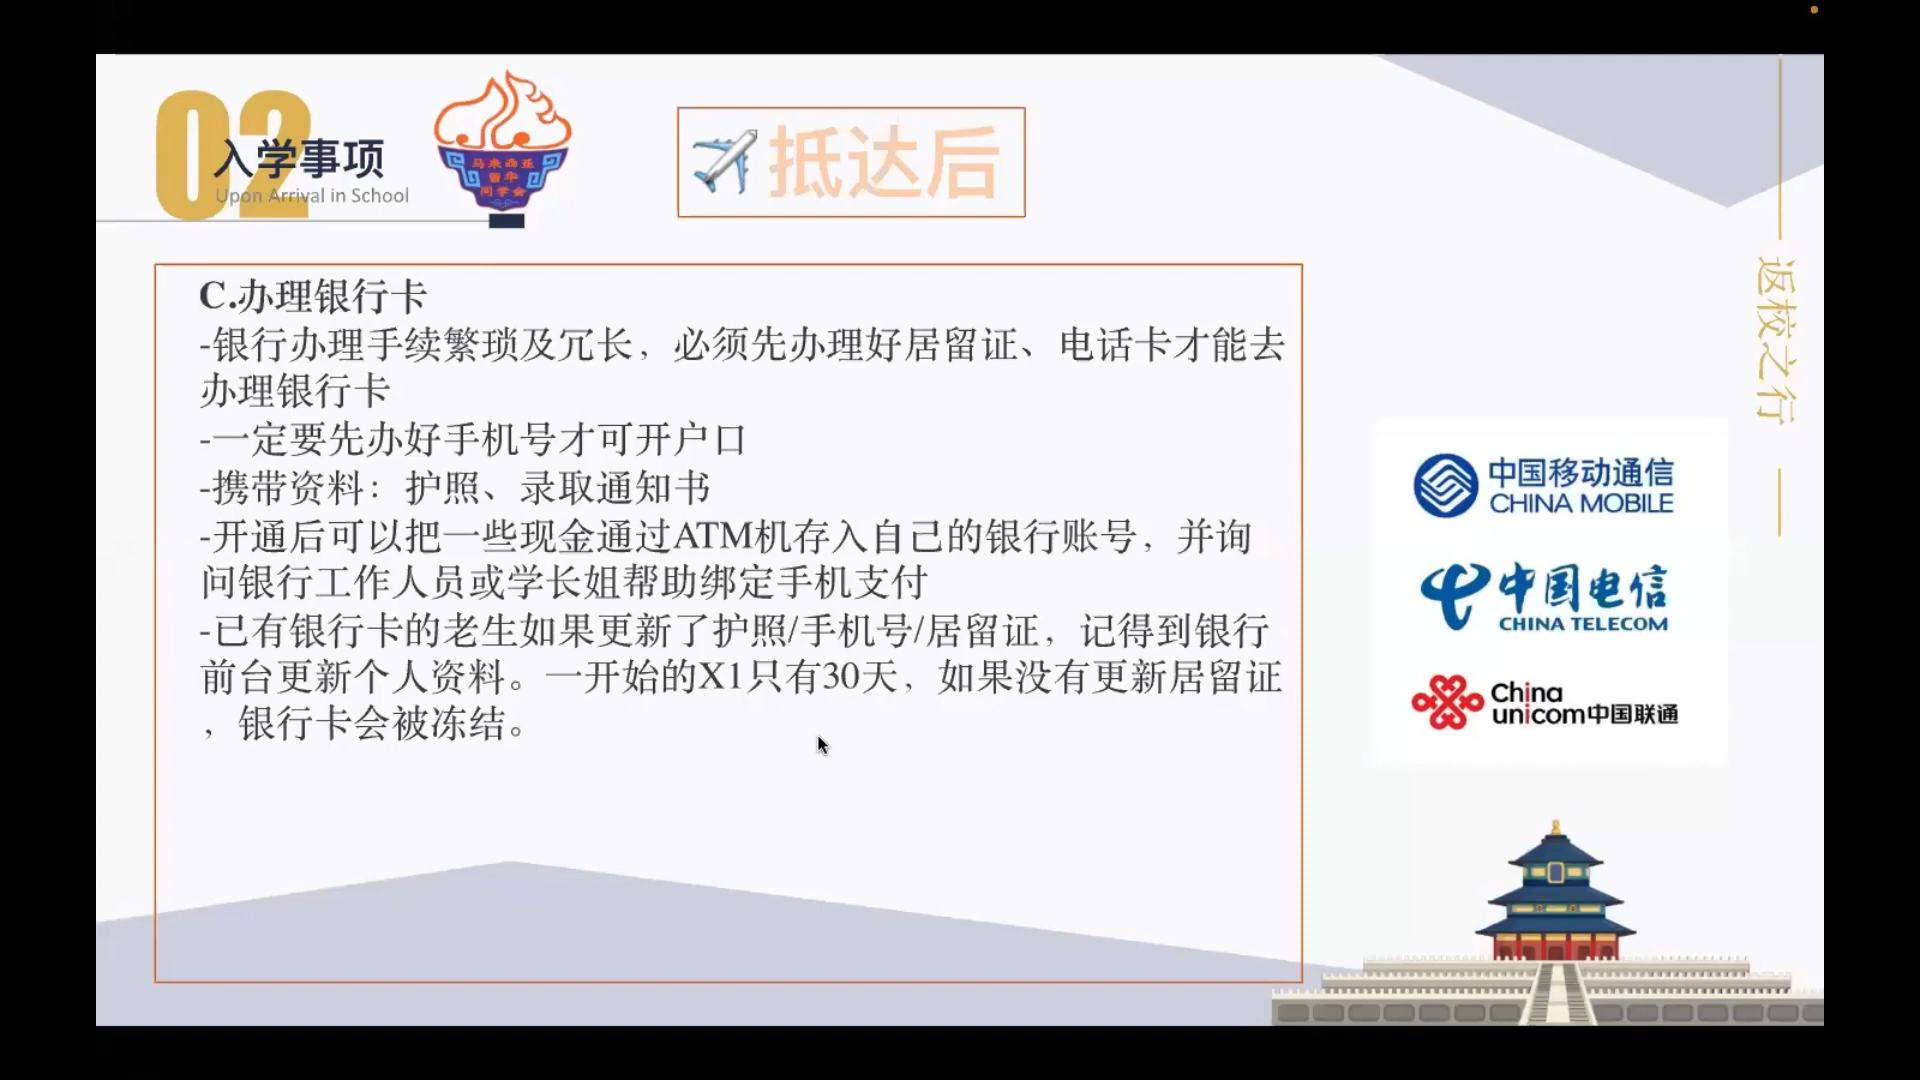 02
入学事项
Upon Arrival in School
马来西亚
留华
同学会
抵达后
C.办理银行卡
-银行办理手续繁琐及冗长，必须先办理好居留证、电话卡才能去
办理银行卡
-一定要先办好手机号才可开户口
-携带资料：护照、录取通知书
-开通后可以把一些现金通过ATM机存入自己的银行账号，并询
问银行工作人员或学长姐帮助绑定手机支付
-已有银行卡的老生如果更新了护照/手机号/居留证，记得到银行
前台更新个人资料。一开始的X1只有30天，如果没有更新居留证
，银行卡会被冻结。
返校之行
中国移动通信
CHINA MOBILE
中国电信
CHINA TELECOM
China
unicom中国联通